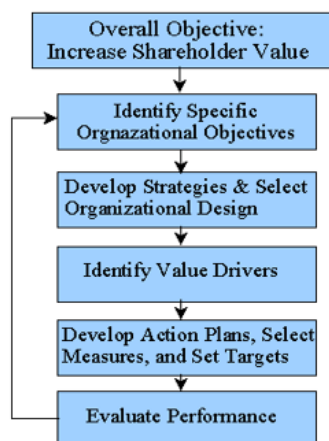 Overall Objective:
Increase Shareholder Value
Identify Specific
Orgnazational Objectives
Develop Strategies & Select
Organizational Design
Identify Value Drivers
Develop Action Plans, Select
Measures, and Set Targets
Evaluate Performance